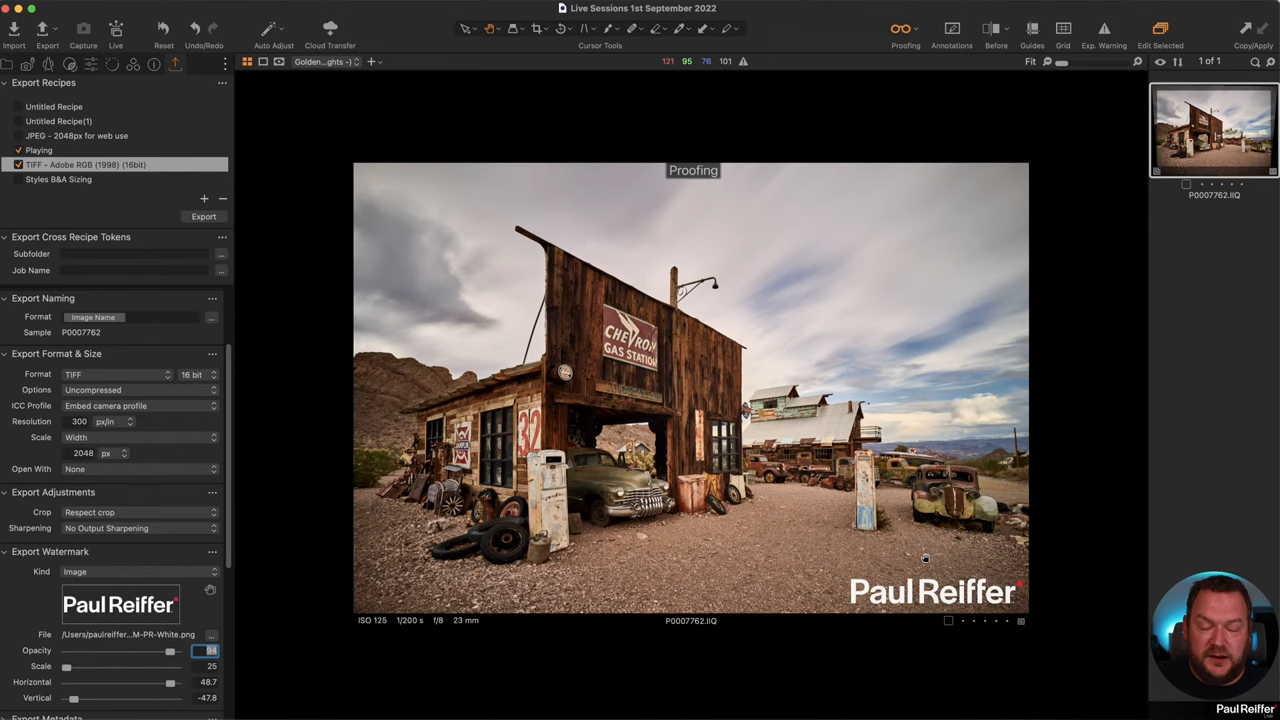 Live Sessions 1st September 2022
Import
Export
Capture
Live
Reset
Undo/Redo
Auto Adjust
Cloud Transfer
Cursor Tools
Proofing
Annotations
Before
Guides
Grid
Exp. Warning
Edit Selected
Copy/Apply
Golden...ghts -)
121 95 76 101
Fit
1 of 1
Export Recipes
Untitled Recipe
Untitled Recipe(1)
JPEG - 2048px for web use
Playing
TIFF - Adobe RGB (1998) (16bit)
Styles B&A Sizing
Export
Export Cross Recipe Tokens
Subfolder
Job Name
Export Naming
Format Image Name
Sample P0007762
Export Format & Size
Format TIFF 16 bit
Options Uncompressed
ICC Profile Embed camera profile
Resolution 300 px/in
Scale Width
2048 px
Open With None
Export Adjustments
Crop Respect crop
Sharpening No Output Sharpening
Export Watermark
Kind Image
Paul Reiffer
File /Users/paulreiffer...M-PR-White.png
Opacity 94
Scale 25
Horizontal 48.7
Vertical -47.8
Export Metadata
Proofing
CHEVRON
GAS STATION
32
Paul Reiffer
ISO 125 1/200 s f/8 23 mm
P0007762.IIQ
P0007762.IIQ
Paul Reiffer
Live